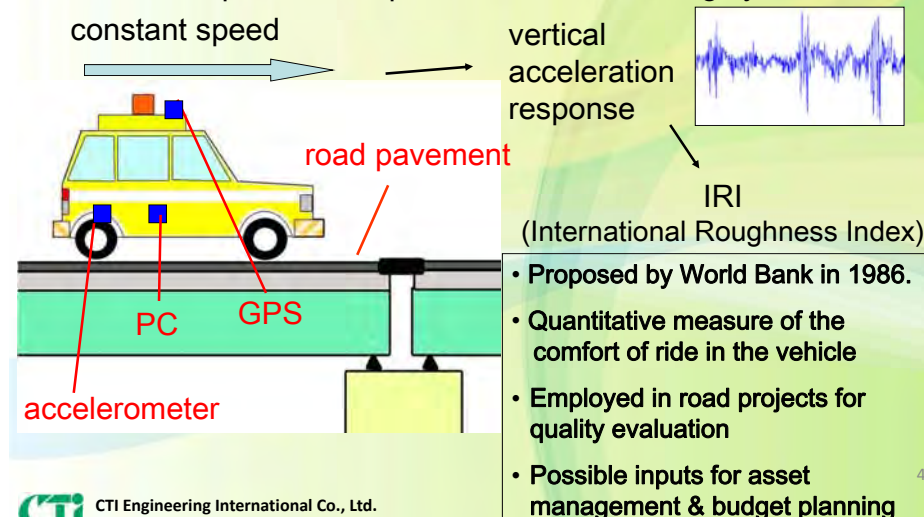 constant speed
vertical
acceleration
response
road pavement
IRI
(International Roughness Index)
PC
GPS
accelerometer
• Proposed by World Bank in 1986.
• Quantitative measure of the
comfort of ride in the vehicle
• Employed in road projects for
quality evaluation
• Possible inputs for asset
management & budget planning
4
CTi
CTI Engineering International Co., Ltd.